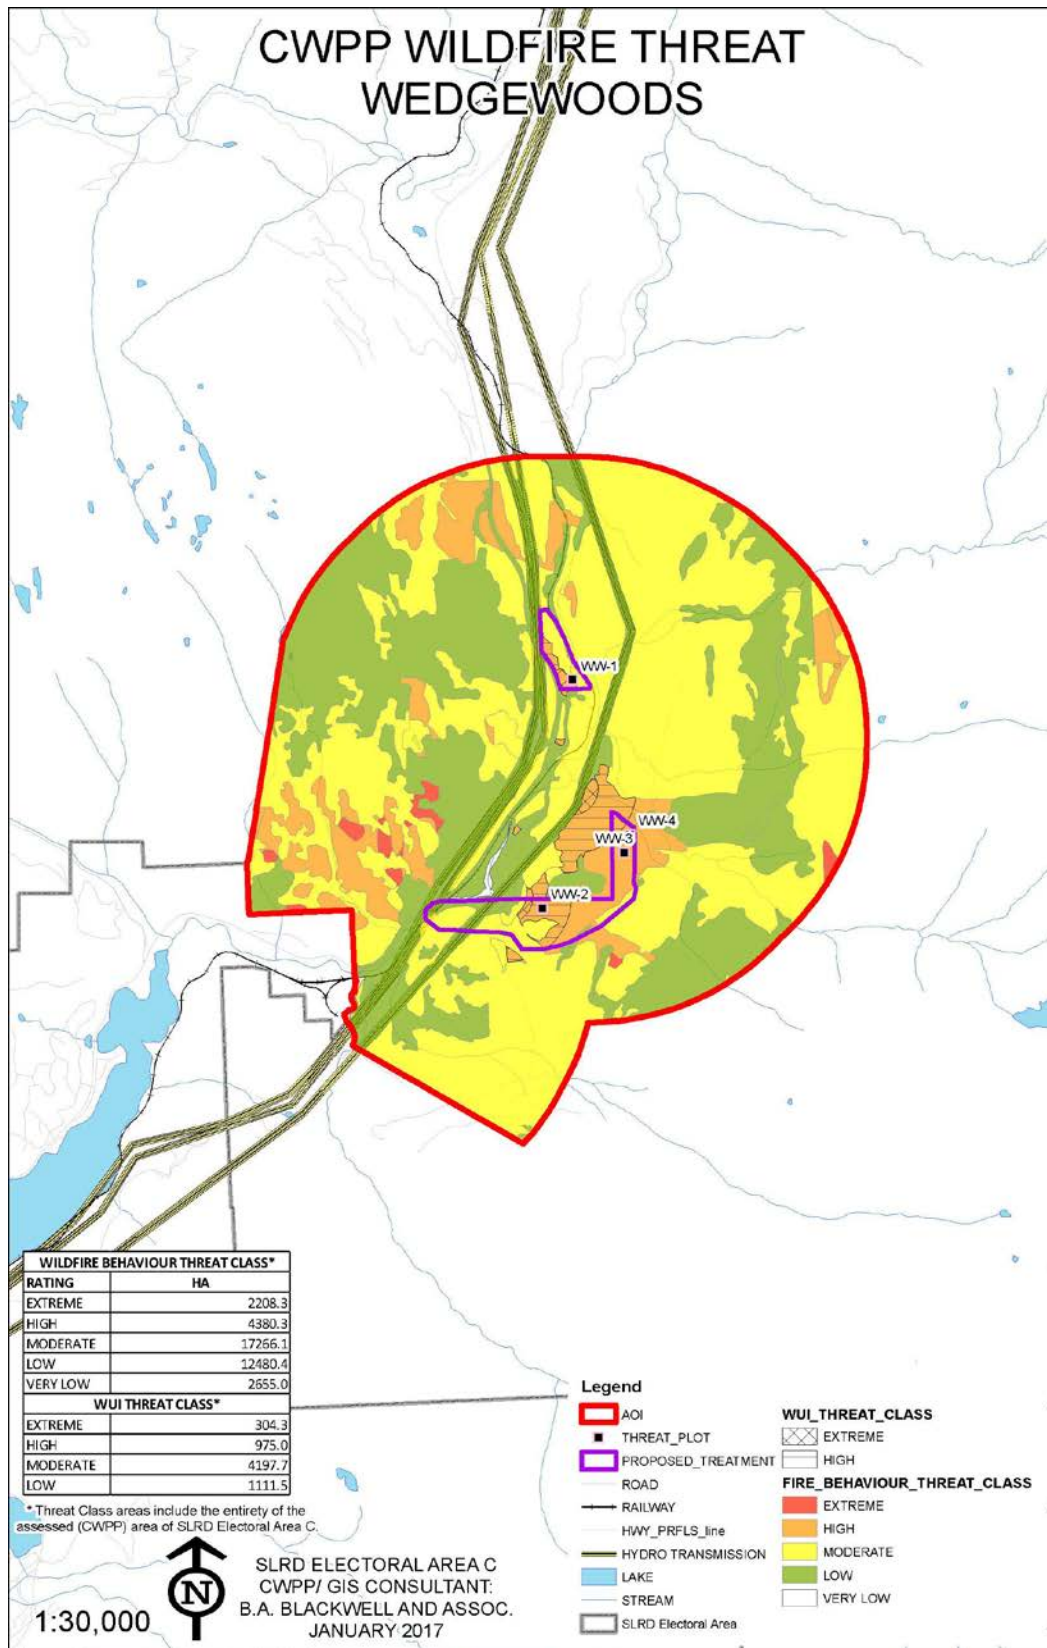 CWPP WILDFIRE THREAT
WEDGEWOODS
WW-1
WW-4
WW-3
WW-2
WILDFIRE BEHAVIOUR THREAT CLASS*
RATING HA
EXTREME 2208.3
HIGH 4380.3
MODERATE 17266.1
LOW 12480.4
VERY LOW 2655.0
WUI THREAT CLASS*
EXTREME 304.3
HIGH 975.0
MODERATE 4197.7
LOW 1111.5
* Threat Class areas include the entirety of the
assessed (CWPP) area of SLRD Electoral Area C.
N
1:30,000
SLRD ELECTORAL AREA C
CWPP/ GIS CONSULTANT:
B.A. BLACKWELL AND ASSOC.
JANUARY 2017
Legend
AOI
THREAT_PLOT
PROPOSED_TREATMENT
ROAD
RAILWAY
HWY_PRFLS_line
HYDRO TRANSMISSION
LAKE
STREAM
SLRD Electoral Area
WUI_THREAT_CLASS
EXTREME
HIGH
FIRE_BEHAVIOUR_THREAT_CLASS
EXTREME
HIGH
MODERATE
LOW
VERY LOW